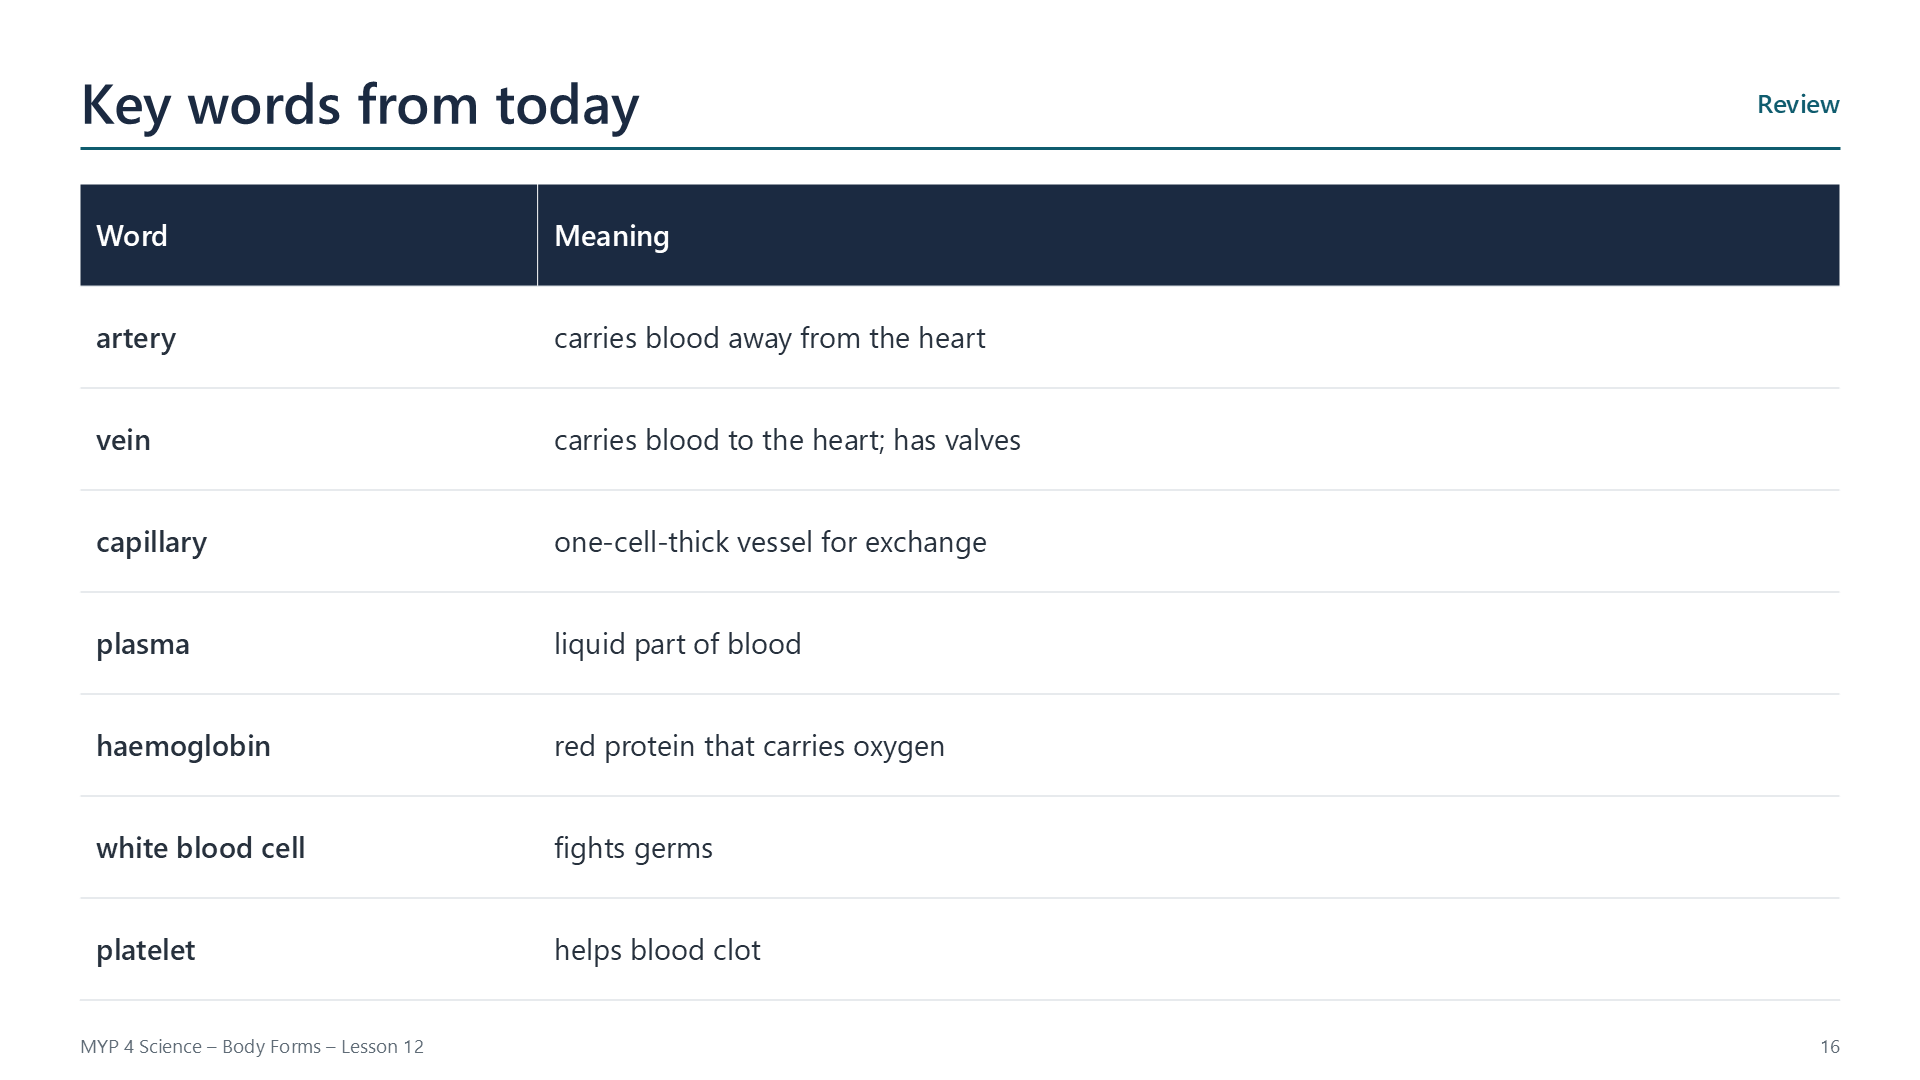 Key words from today
Review
Word Meaning
artery carries blood away from the heart
vein carries blood to the heart; has valves
capillary one-cell-thick vessel for exchange
plasma liquid part of blood
haemoglobin red protein that carries oxygen
white blood cell fights germs
platelet helps blood clot
MYP 4 Science – Body Forms – Lesson 12
16